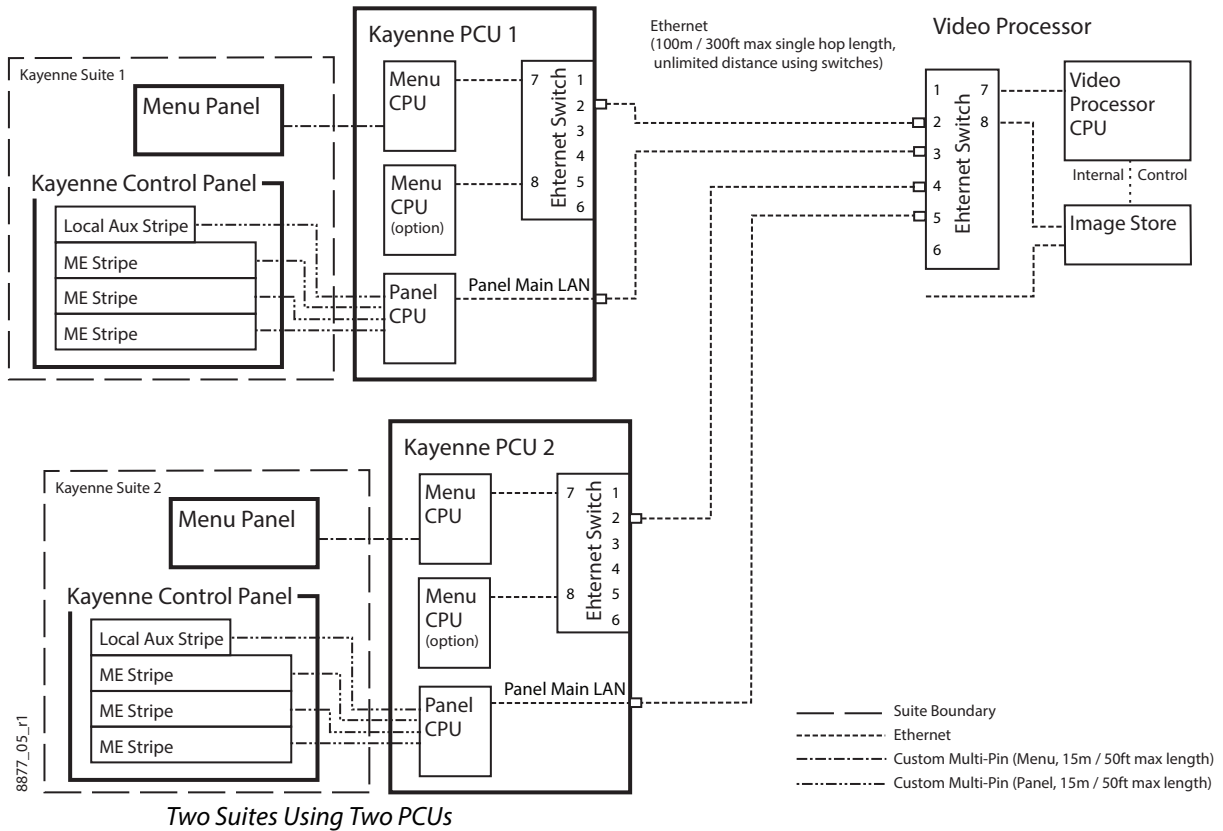 Kayenne Suite 1
Menu Panel
Kayenne Control Panel
Local Aux Stripe
ME Stripe
ME Stripe
ME Stripe
Kayenne PCU 1
Menu
CPU
Menu
CPU
(option)
Panel
CPU
Panel Main LAN
Ehternet Switch
7
8
1
2
3
4
5
6
Ethernet
(100m / 300ft max single hop length,
unlimited distance using switches)
Video Processor
1
2
3
4
5
6
Ehternet Switch
7
8
Video
Processor
CPU
Internal Control
Image Store
Kayenne Suite 2
Menu Panel
Kayenne Control Panel
Local Aux Stripe
ME Stripe
ME Stripe
ME Stripe
Kayenne PCU 2
Menu
CPU
Menu
CPU
(option)
Panel
CPU
Panel Main LAN
Ehternet Switch
7
8
1
2
3
4
5
6
Suite Boundary
Ethernet
Custom Multi-Pin (Menu, 15m / 50ft max length)
Custom Multi-Pin (Panel, 15m / 50ft max length)
8877_05_r1
Two Suites Using Two PCUs